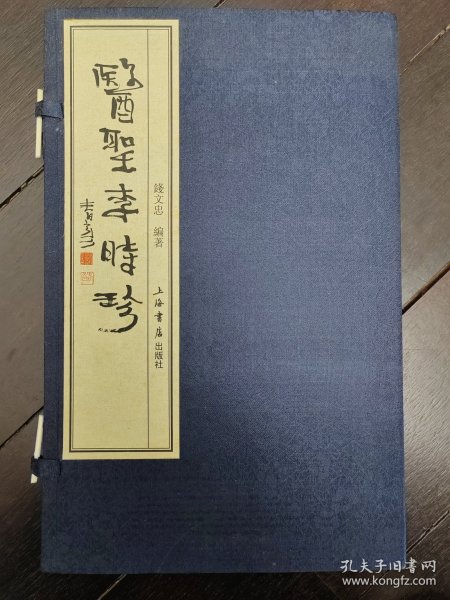 醫聖李時珍
錢文忠 編著
上海書店出版社
孔夫子旧书网
www.kongfz.com